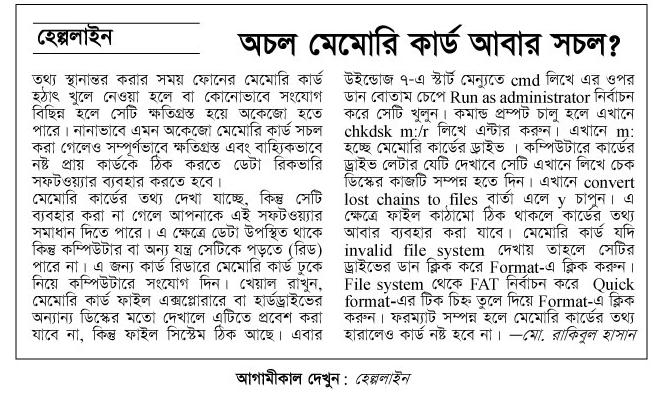 হেল্পলাইন
অচল মেমোরি কার্ড আবার সচল?
তথ্য স্থানান্তর করার সময় ফোনের মেমোরি কার্ড
হঠাৎ খুলে নেওয়া হলে বা কোনোভাবে সংযোগ
বিছিন্ন হলে সেটি ক্ষতিগ্রস্ত হয়ে অকেজো হতে
পারে। নানাভাবে এমন অকেজো মেমোরি কার্ড সচল
করা গেলেও সম্পূর্ণভাবে ক্ষতিগ্রস্ত এবং বাহ্যিকভাবে
নষ্ট প্রায় কার্ডকে ঠিক করতে ডেটা রিকভারি
সফটওয়্যার ব্যবহার করতে হবে।
মেমোরি কার্ডের তথ্য দেখা যাচ্ছে, কিন্তু সেটি
ব্যবহার করা না গেলে আপনাকে এই সফটওয়্যার
সমাধান দিতে পারে। এ ক্ষেত্রে ডেটা উপস্থিত থাকে
কিন্তু কম্পিউটার বা অন্য যন্ত্র সেটিকে পড়তে (রিড)
পারে না। এ জন্য কার্ড রিডারে মেমোরি কার্ড ঢুকে
নিয়ে কম্পিউটারে সংযোগ দিন। খেয়াল রাখুন,
মেমোরি কার্ড ফাইল এক্সপ্লোরারে বা হার্ডড্রাইভের
অন্যান্য ডিস্কের মতো দেখালে এটিতে প্রবেশ করা
যাবে না, কিন্তু ফাইল সিস্টেম ঠিক আছে। এবার
উইন্ডোজ ৭-এ স্টার্ট মেন্যুতে cmd লিখে এর ওপর
ডান বোতাম চেপে Run as administrator নির্বাচন
করে সেটি খুলুন। কমান্ড প্রম্পট চালু হলে এখানে
chkdsk m:/r লিখে এন্টার করুন। এখানে m:
হচ্ছে মেমোরি কার্ডের ড্রাইভ । কম্পিউটারে কার্ডের
ড্রাইভ লেটার যেটি দেখাবে সেটি এখানে লিখে চেক
ডিস্কের কাজটি সম্পন্ন হতে দিন। এখানে convert
lost chains to files বার্তা এলে y চাপুন। এ
ক্ষেত্রে ফাইল কাঠামো ঠিক থাকলে কার্ডের তথ্য
আবার ব্যবহার করা যাবে। মেমোরি কার্ড যদি
invalid file system দেখায় তাহলে সেটির
ড্রাইভের ডান ক্লিক করে Format-এ ক্লিক করুন।
File system থেকে FAT নির্বাচন করে Quick
format-এর টিক চিহ্ন তুলে দিয়ে Format-এ ক্লিক
করুন। ফরম্যাট সম্পন্ন হলে মেমোরি কার্ডের তথ্য
হারালেও কার্ড নষ্ট হবে না। —মো. রাকিবুল হাসান
আগামীকাল দেখুন : হেল্পলাইন